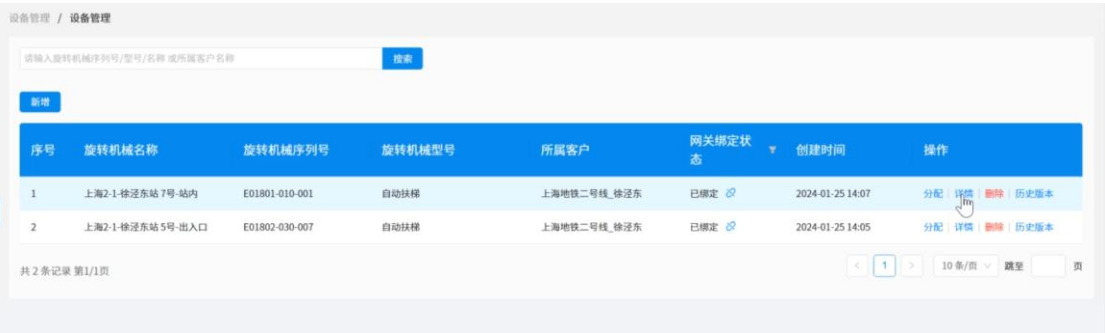 设备管理 / 设备管理
请输入旋转机械序列号/型号/名称 或所属客户名称 搜索
新增
序号 旋转机械名称 旋转机械序列号 旋转机械型号 所属客户 网关绑定状态 创建时间 操作
1 上海2-1-徐泾东站 7号-站内 E01801-010-001 自动扶梯 上海地铁二号线_徐泾东 已绑定 2024-01-25 14:07 分配 | 详情 | 删除 | 历史版本
2 上海2-1-徐泾东站 5号-出入口 E01802-030-007 自动扶梯 上海地铁二号线_徐泾东 已绑定 2024-01-25 14:05 分配 | 详情 | 删除 | 历史版本
共 2 条记录 第1/1页 < 1 > 10 条/页 跳至 页